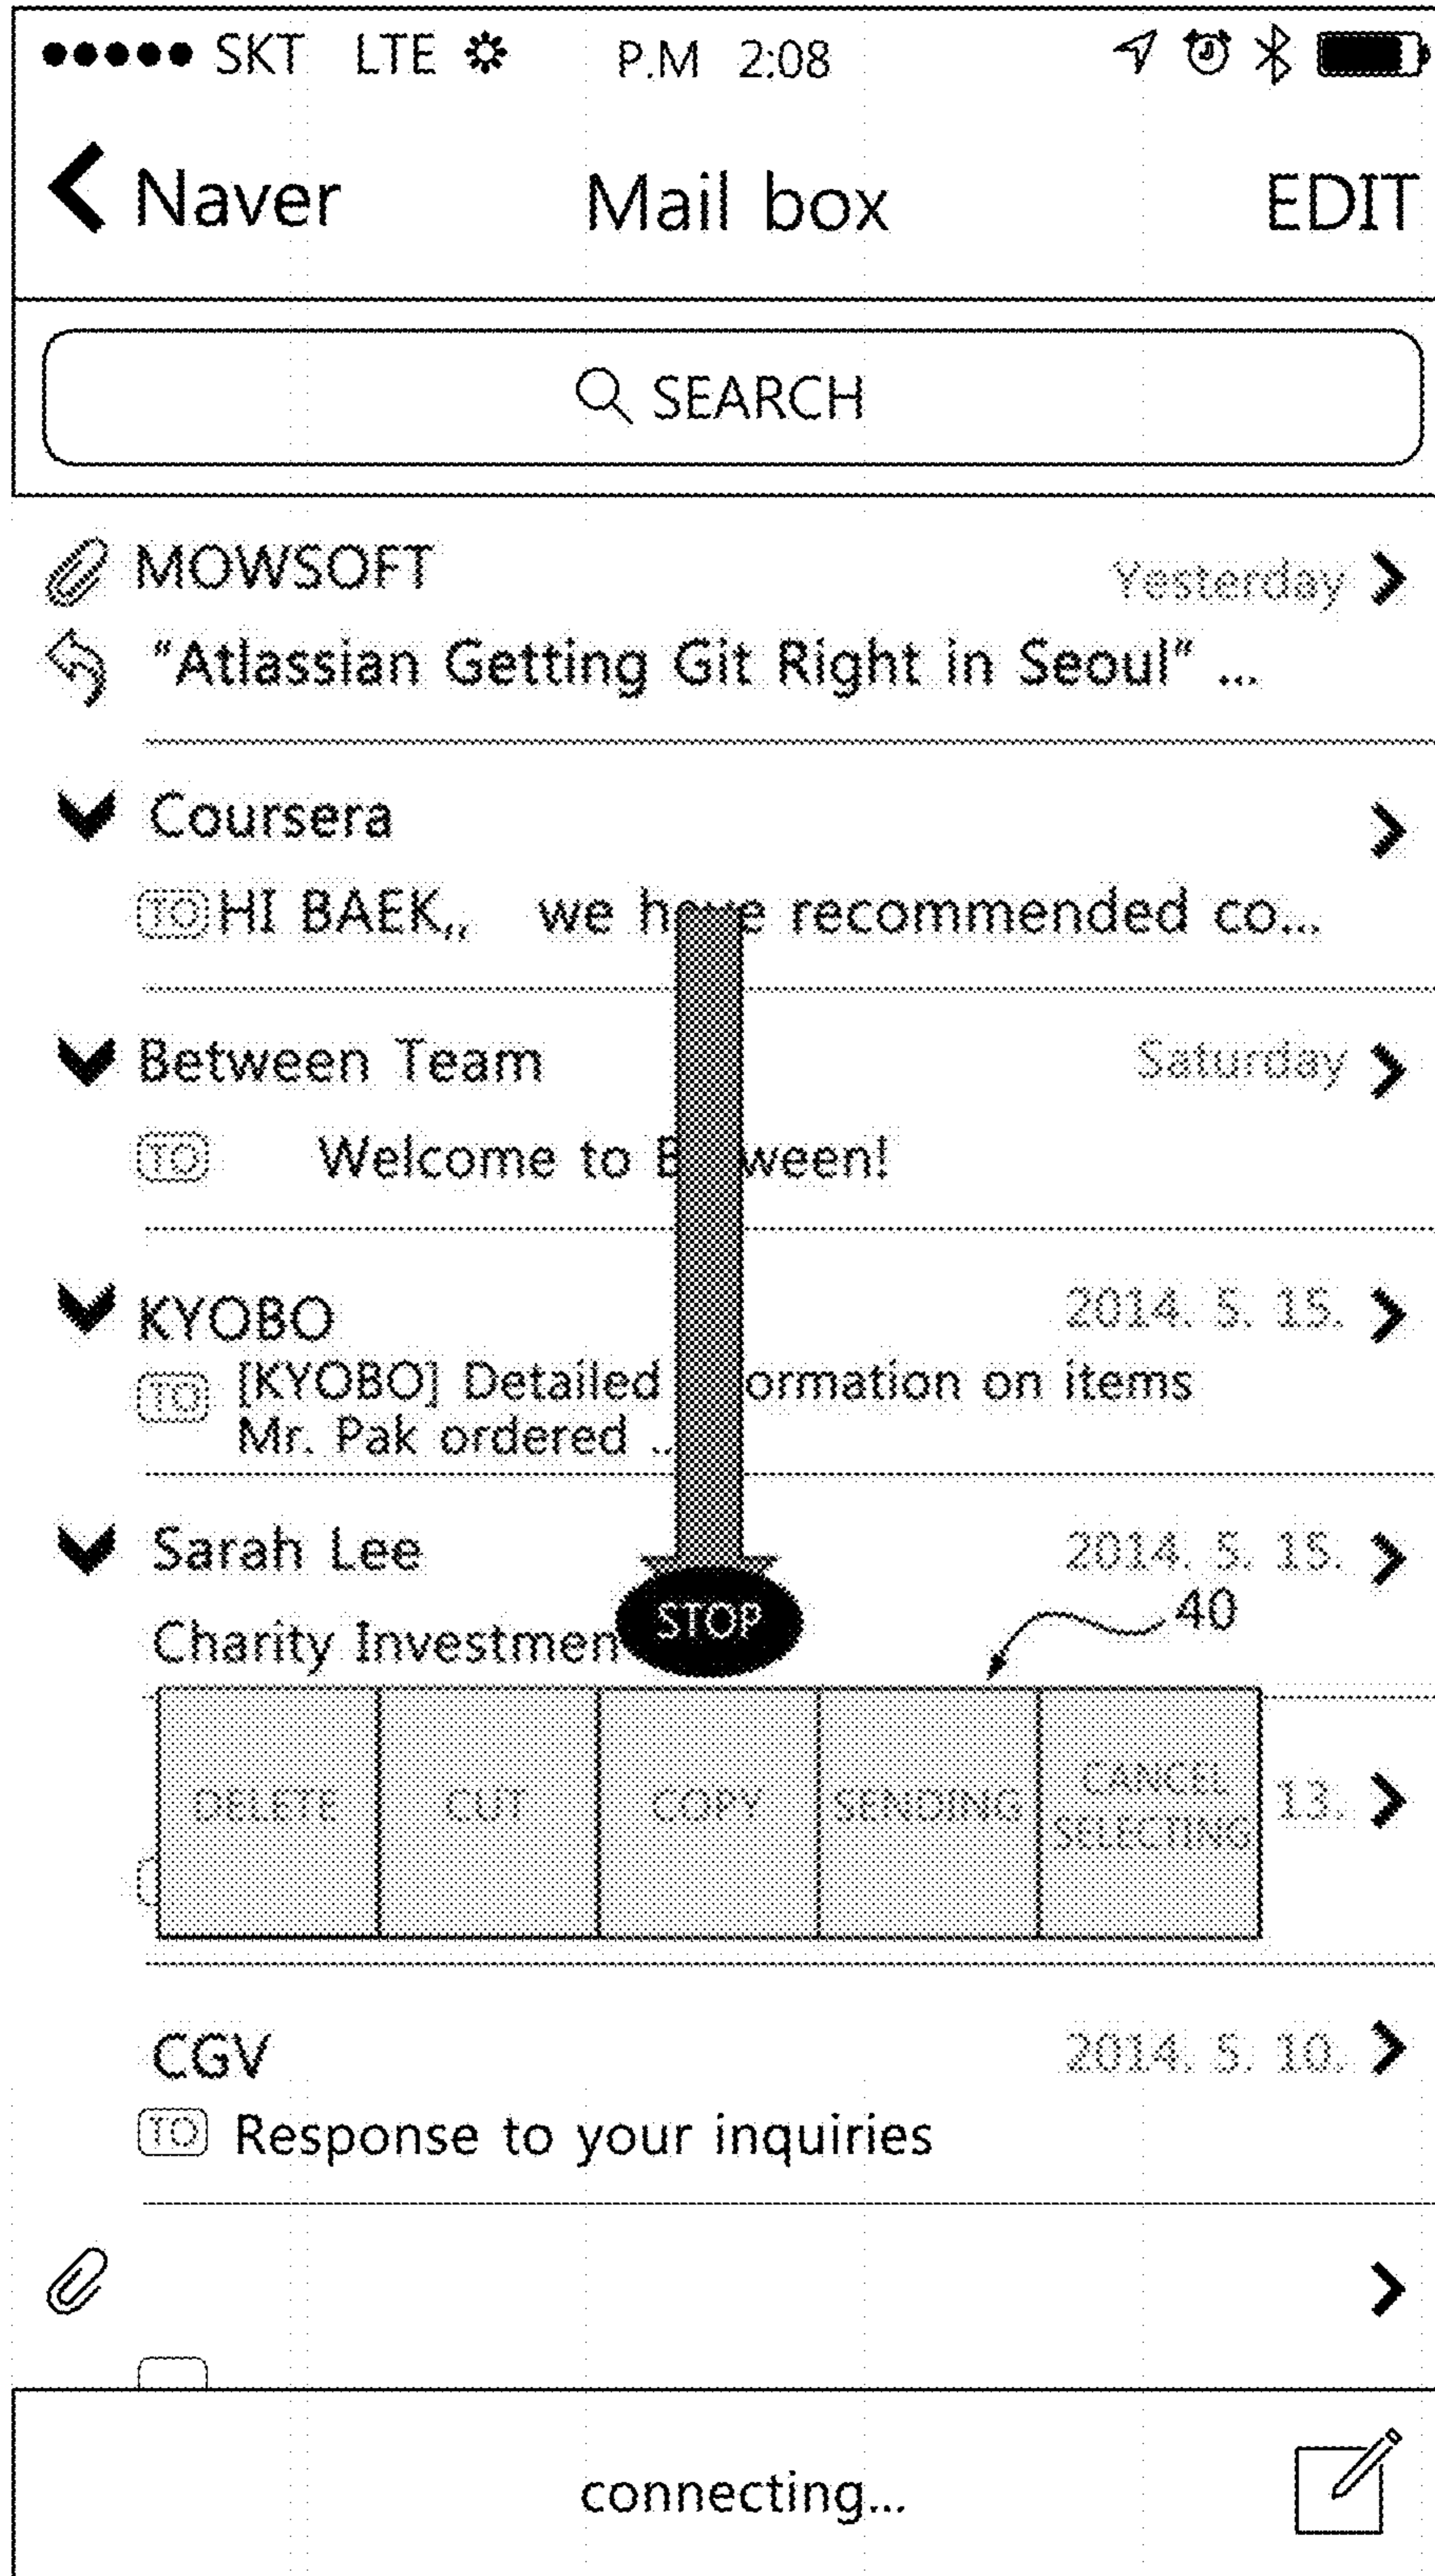 SKT LTE P.M 2:08
Naver Mail box EDIT
SEARCH
MOWSOFT Yesterday
"Atlassian Getting Git Right in Seoul" ...
Coursera
TO HI BAEK,, we have recommended co...
Between Team Saturday
TO Welcome to B ween!
KYOBO 2014. 5. 15.
TO [KYOBO] Detailed ormation on items
Mr. Pak ordered ..
Sarah Lee 2014. 5. 15.
STOP 40
Charity Investmen
DELETE CUT COPY SENDING CANCEL SELECTING 13.
CGV 2014. 5. 10.
TO Response to your inquiries
connecting...